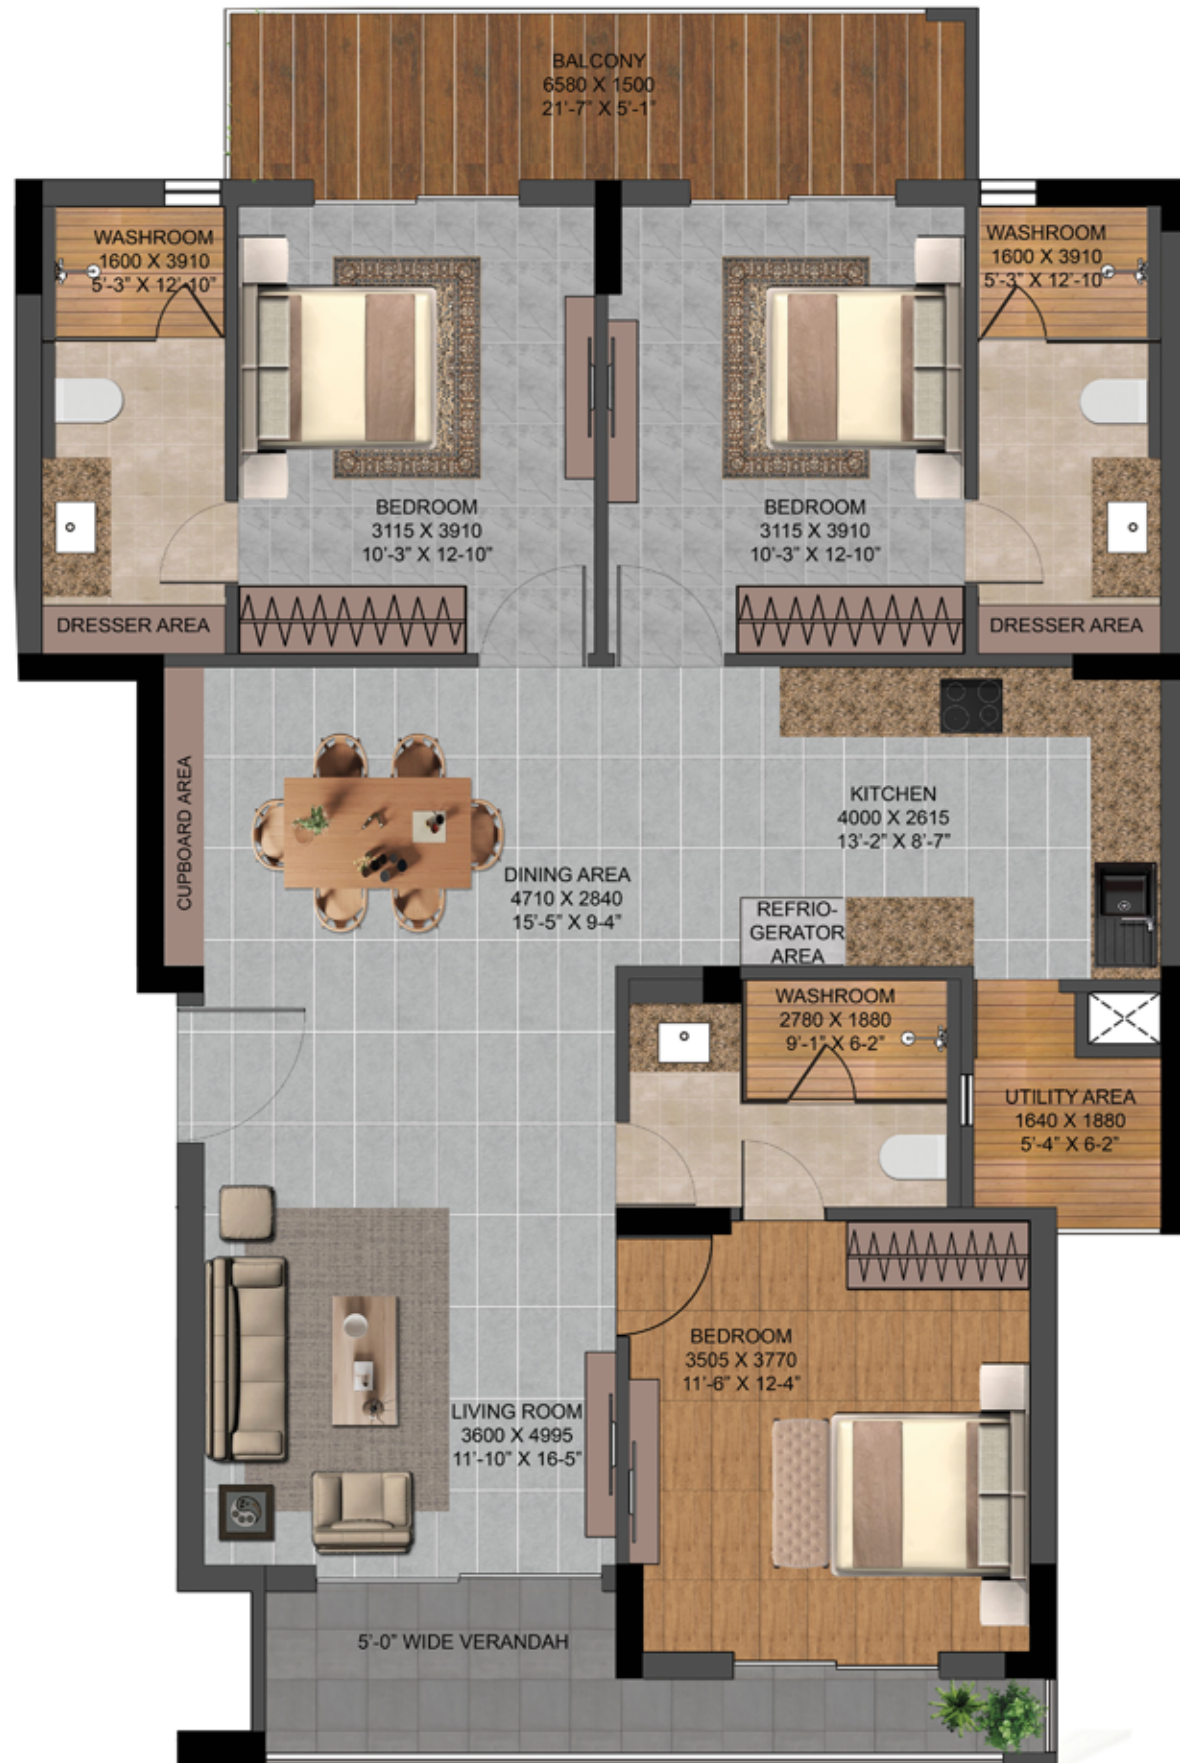 BALCONY
6580 X 1500
21'-7" X 5'-1"
WASHROOM
1600 X 3910
5'-3" X 12'-10"
WASHROOM
1600 X 3910
5'-3" X 12'-10
BEDROOM
3115 X 3910
10'-3" X 12-10"
BEDROOM
3115 X 3910
10'-3" X 12-10"
DRESSER AREA
DRESSER AREA
CUPBOARD AREA
KITCHEN
4000 X 2615
13'-2" X 8'-7"
DINING AREA
4710 X 2840
15'-5" X 9-4"
REFRIO-
GERATOR
AREA
WASHROOM
2780 X 1880
9'-1" X 6-2"
UTILITY AREA
1640 X 1880
5'-4" X 6-2"
BEDROOM
3505 X 3770
11'-6" X 12-4"
LIVING ROOM
3600 X 4995
11'-10" X 16-5"
5'-0" WIDE VERANDAH